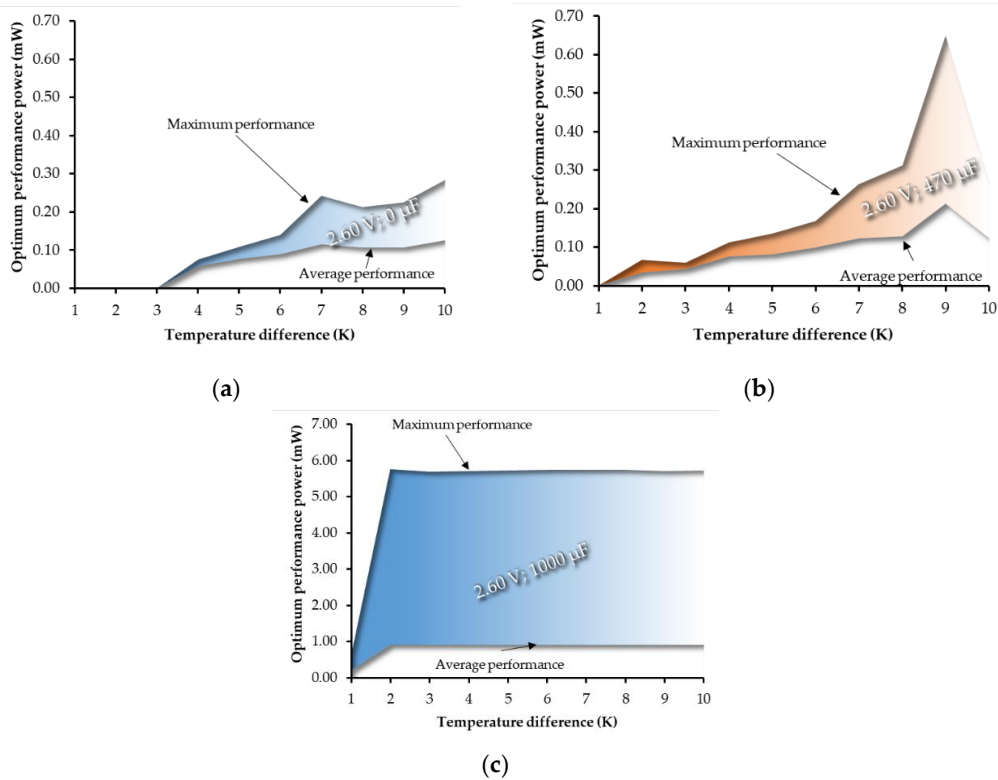 Optimum performance power (mW)
0.70
0.60
0.50
0.40
0.30
0.20
0.10
0.00
Maximum performance
2.60 V; 0 µF
Average performance
1 2 3 4 5 6 7 8 9 10
Temperature difference (K)
(a)
Optimum performance power (mW)
0.70
0.60
0.50
0.40
0.30
0.20
0.10
0.00
Maximum performance
2.60 V; 470 µF
Average performance
1 2 3 4 5 6 7 8 9 10
Temperature difference (K)
(b)
Optimum performance power (mW)
7.00
6.00
5.00
4.00
3.00
2.00
1.00
0.00
Maximum performance
2.60 V; 1000 µF
Average performance
1 2 3 4 5 6 7 8 9 10
Temperature difference (K)
(c)